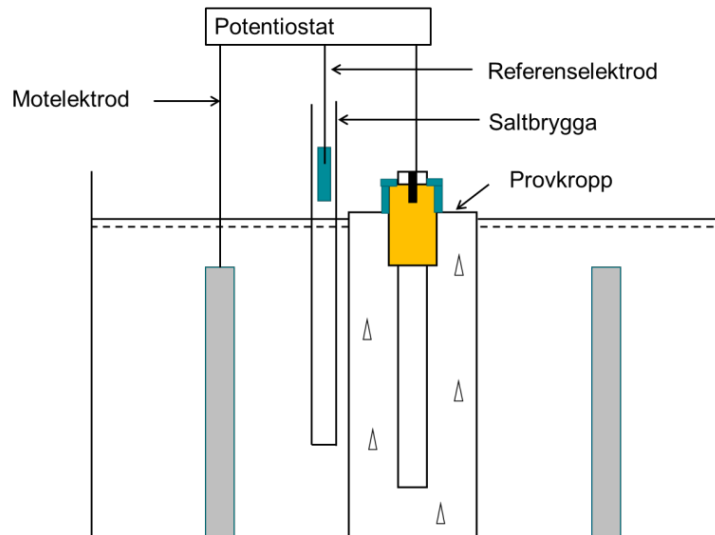 Potentiostat
Referenselektrod
Motelektrod
Saltbrygga
Provkropp